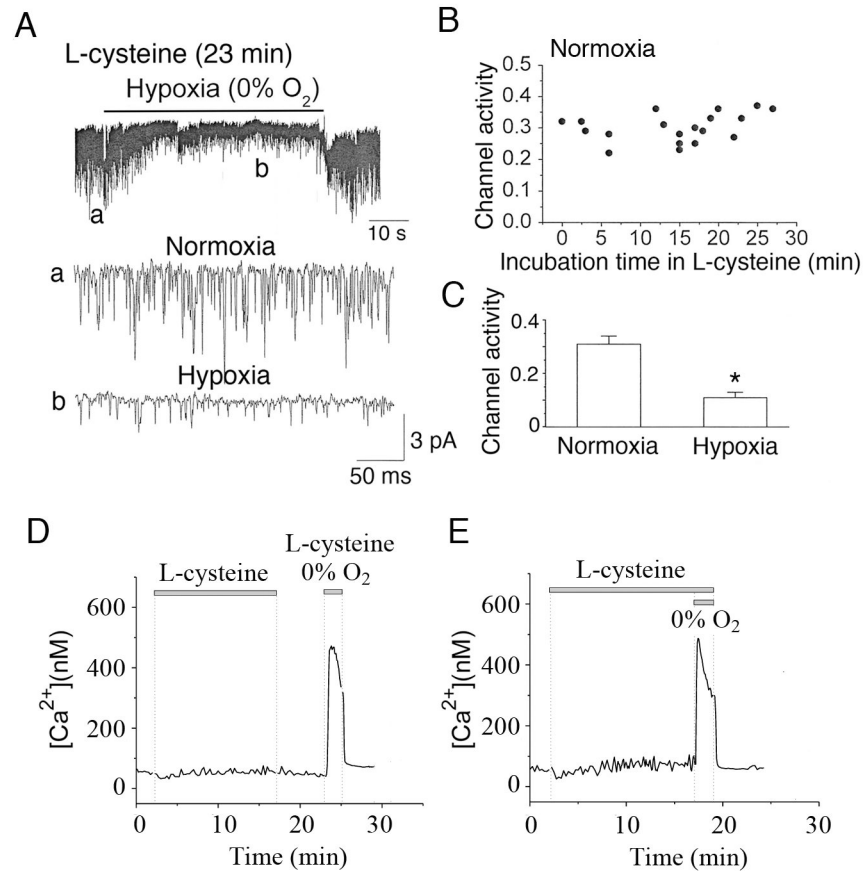 A
L-cysteine (23 min)
Hypoxia (0% O2)
b
a
10 s
Normoxia
a
Hypoxia
b
3 pA
50 ms
B
Normoxia
Channel activity
0.5
0.4
0.3
0.2
0.1
0.0
0 5 10 15 20 25 30
Incubation time in L-cysteine (min)
C
Channel activity
0.4
0.2
0
*
Normoxia Hypoxia
D
L-cysteine
L-cysteine
0% O2
[Ca2+](nM)
600
400
200
0
0 10 20 30
Time (min)
E
L-cysteine
0% O2
[Ca2+](nM)
600
400
200
0
0 10 20 30
Time (min)